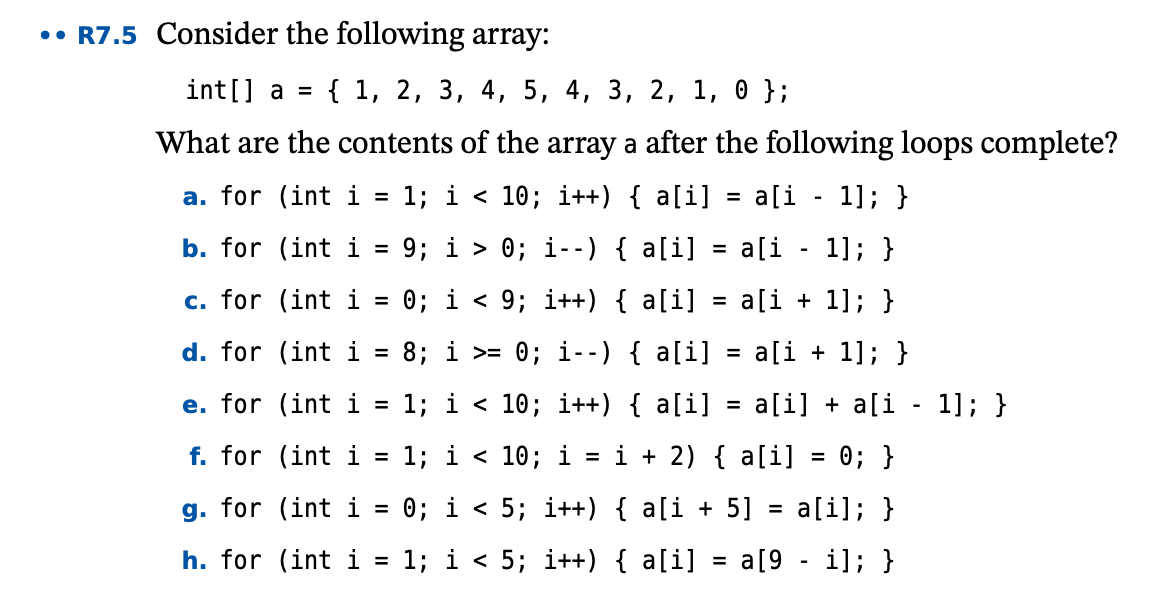 •• R7.5 Consider the following array:
int[] a = { 1, 2, 3, 4, 5, 4, 3, 2, 1, 0 };
What are the contents of the array a after the following loops complete?
a. for (int i = 1; i < 10; i++) { a[i] = a[i - 1]; }
b. for (int i = 9; i > 0; i--) { a[i] = a[i - 1]; }
c. for (int i = 0; i < 9; i++) { a[i] = a[i + 1]; }
d. for (int i = 8; i >= 0; i--) { a[i] = a[i + 1]; }
e. for (int i = 1; i < 10; i++) { a[i] = a[i] + a[i - 1]; }
f. for (int i = 1; i < 10; i = i + 2) { a[i] = 0; }
g. for (int i = 0; i < 5; i++) { a[i + 5] = a[i]; }
h. for (int i = 1; i < 5; i++) { a[i] = a[9 - i]; }